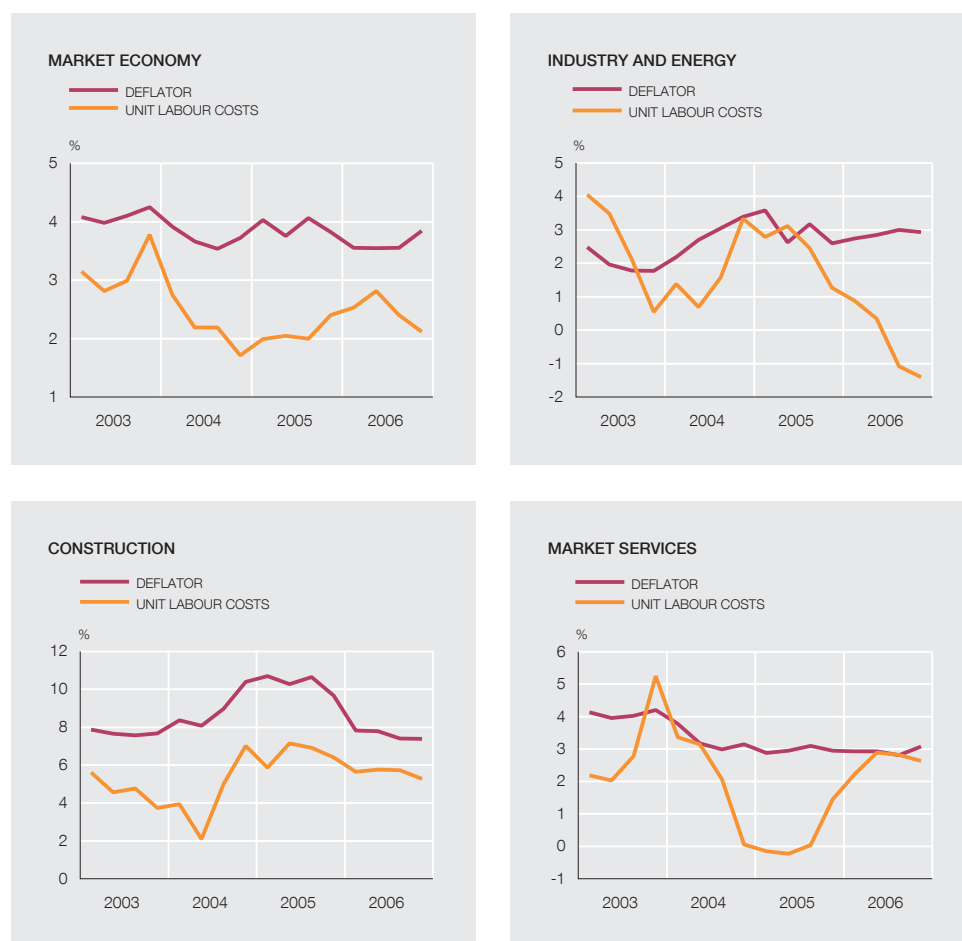 MARKET ECONOMY
DEFLATOR
UNIT LABOUR COSTS
%
5
4
3
2
1
2003 2004 2005 2006
INDUSTRY AND ENERGY
DEFLATOR
UNIT LABOUR COSTS
%
5
4
3
2
1
0
-1
-2
2003 2004 2005 2006
CONSTRUCTION
DEFLATOR
UNIT LABOUR COSTS
%
12
10
8
6
4
2
0
2003 2004 2005 2006
MARKET SERVICES
DEFLATOR
UNIT LABOUR COSTS
%
6
5
4
3
2
1
0
-1
2003 2004 2005 2006